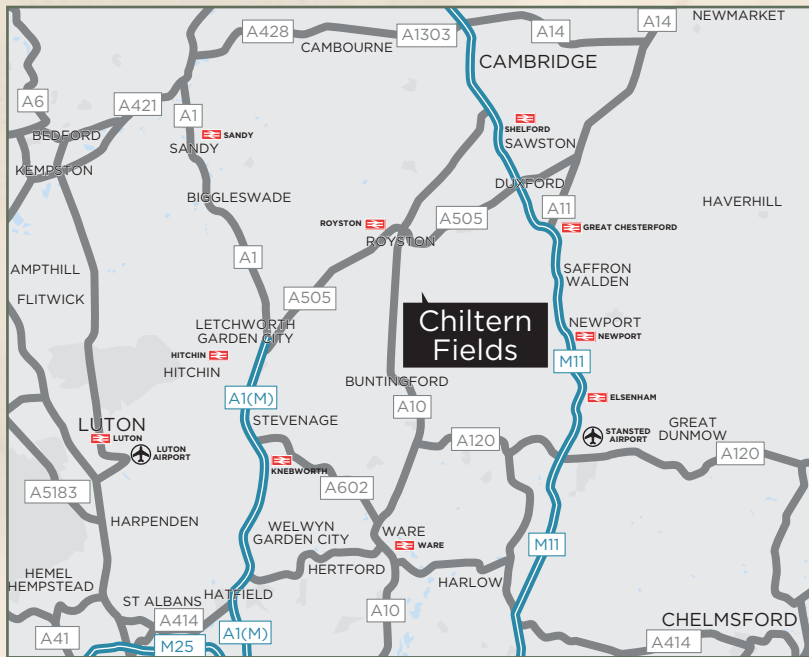 NEWMARKET
A14
A428
A1303
A14
CAMBOURNE
CAMBRIDGE
A6
A421
A1
SHELFORD
BEDFORD
SANDY
SANDY
SAWSTON
KEMPSTON
DUXFORD
BIGGLESWADE
HAVERHILL
A11
A505
ROYSTON
GREAT CHESTERFORD
ROYSTON
A1
AMPTHILL
SAFFRON
WALDEN
FLITWICK
A505
Chiltern
Fields
LETCHWORTH
GARDEN CITY
NEWPORT
NEWPORT
HITCHIN
HITCHIN
M11
BUNTINGFORD
A1(M)
ELSENHAM
A10
STEVENAGE
LUTON
LUTON
LUTON
AIRPORT
GREAT
DUNMOW
STANSTED
AIRPORT
A120
A120
KNEBWORTH
A602
A5183
HARPENDEN
WELWYN
GARDEN CITY
WARE
WARE
M11
HERTFORD
HEMEL
HEMPSTEAD
HARLOW
HATFIELD
ST ALBANS
A10
A414
CHELMSFORD
A41
A1(M)
M25
A414